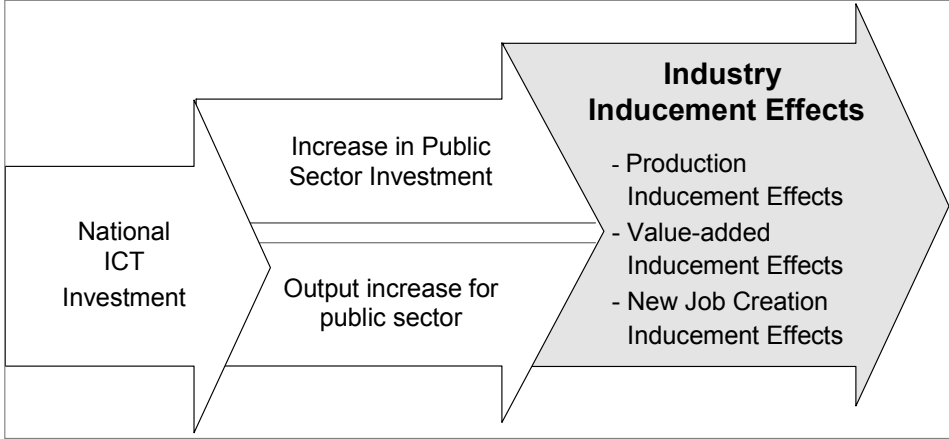 National
ICT
Investment
Increase in Public
Sector Investment
Output increase for
public sector
Industry
Inducement Effects
- Production
Inducement Effects
- Value-added
Inducement Effects
- New Job Creation
Inducement Effects